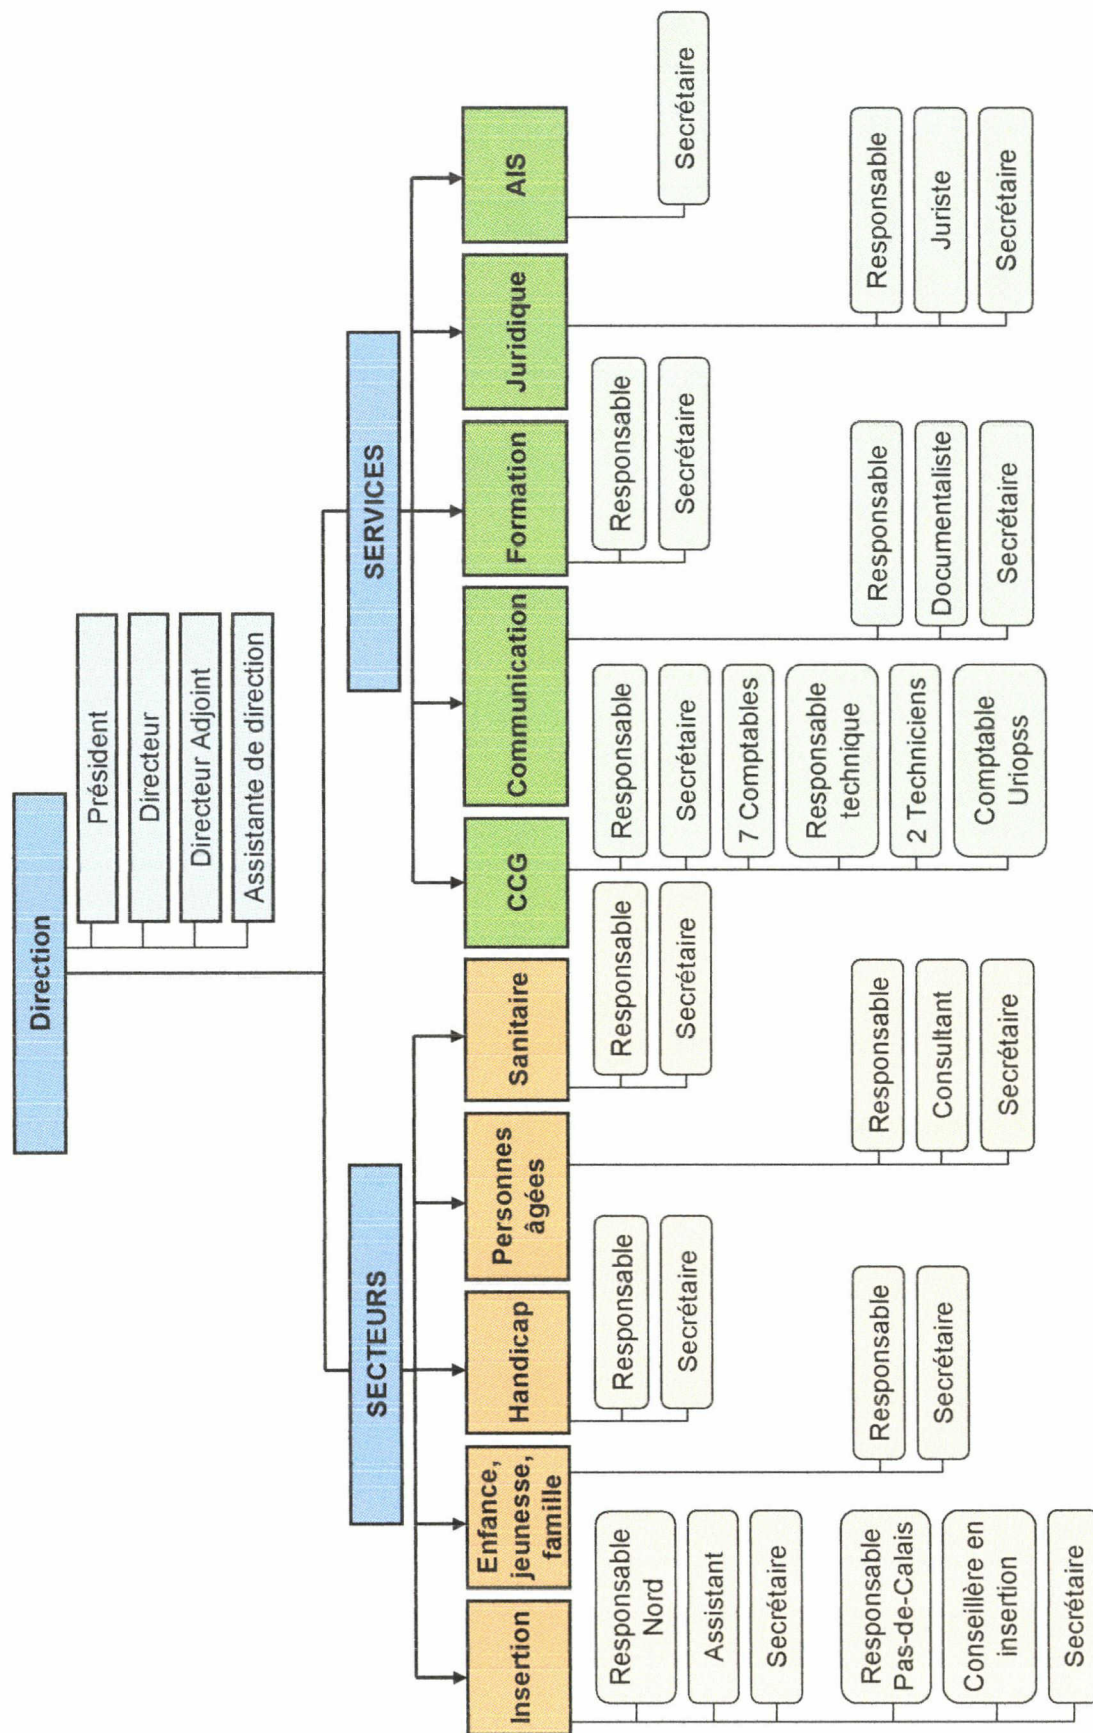 Direction
Président
Directeur
Directeur Adjoint
Assistante de direction
SECTEURS
SERVICES
Insertion
Enfance,
jeunesse,
famille
Handicap
Personnes
âgées
Sanitaire
CCG
Communication
Formation
Juridique
AIS
Responsable
Nord
Assistant
Secrétaire
Responsable
Pas-de-Calais
Conseillère en
insertion
Secrétaire
Responsable
Secrétaire
Responsable
Secrétaire
Responsable
Consultant
Secrétaire
Responsable
Secrétaire
Responsable
Secrétaire
7 Comptables
Responsable
technique
2 Techniciens
Comptable
Uriopss
Responsable
Documentaliste
Secrétaire
Responsable
Secrétaire
Responsable
Juriste
Secrétaire
Secrétaire